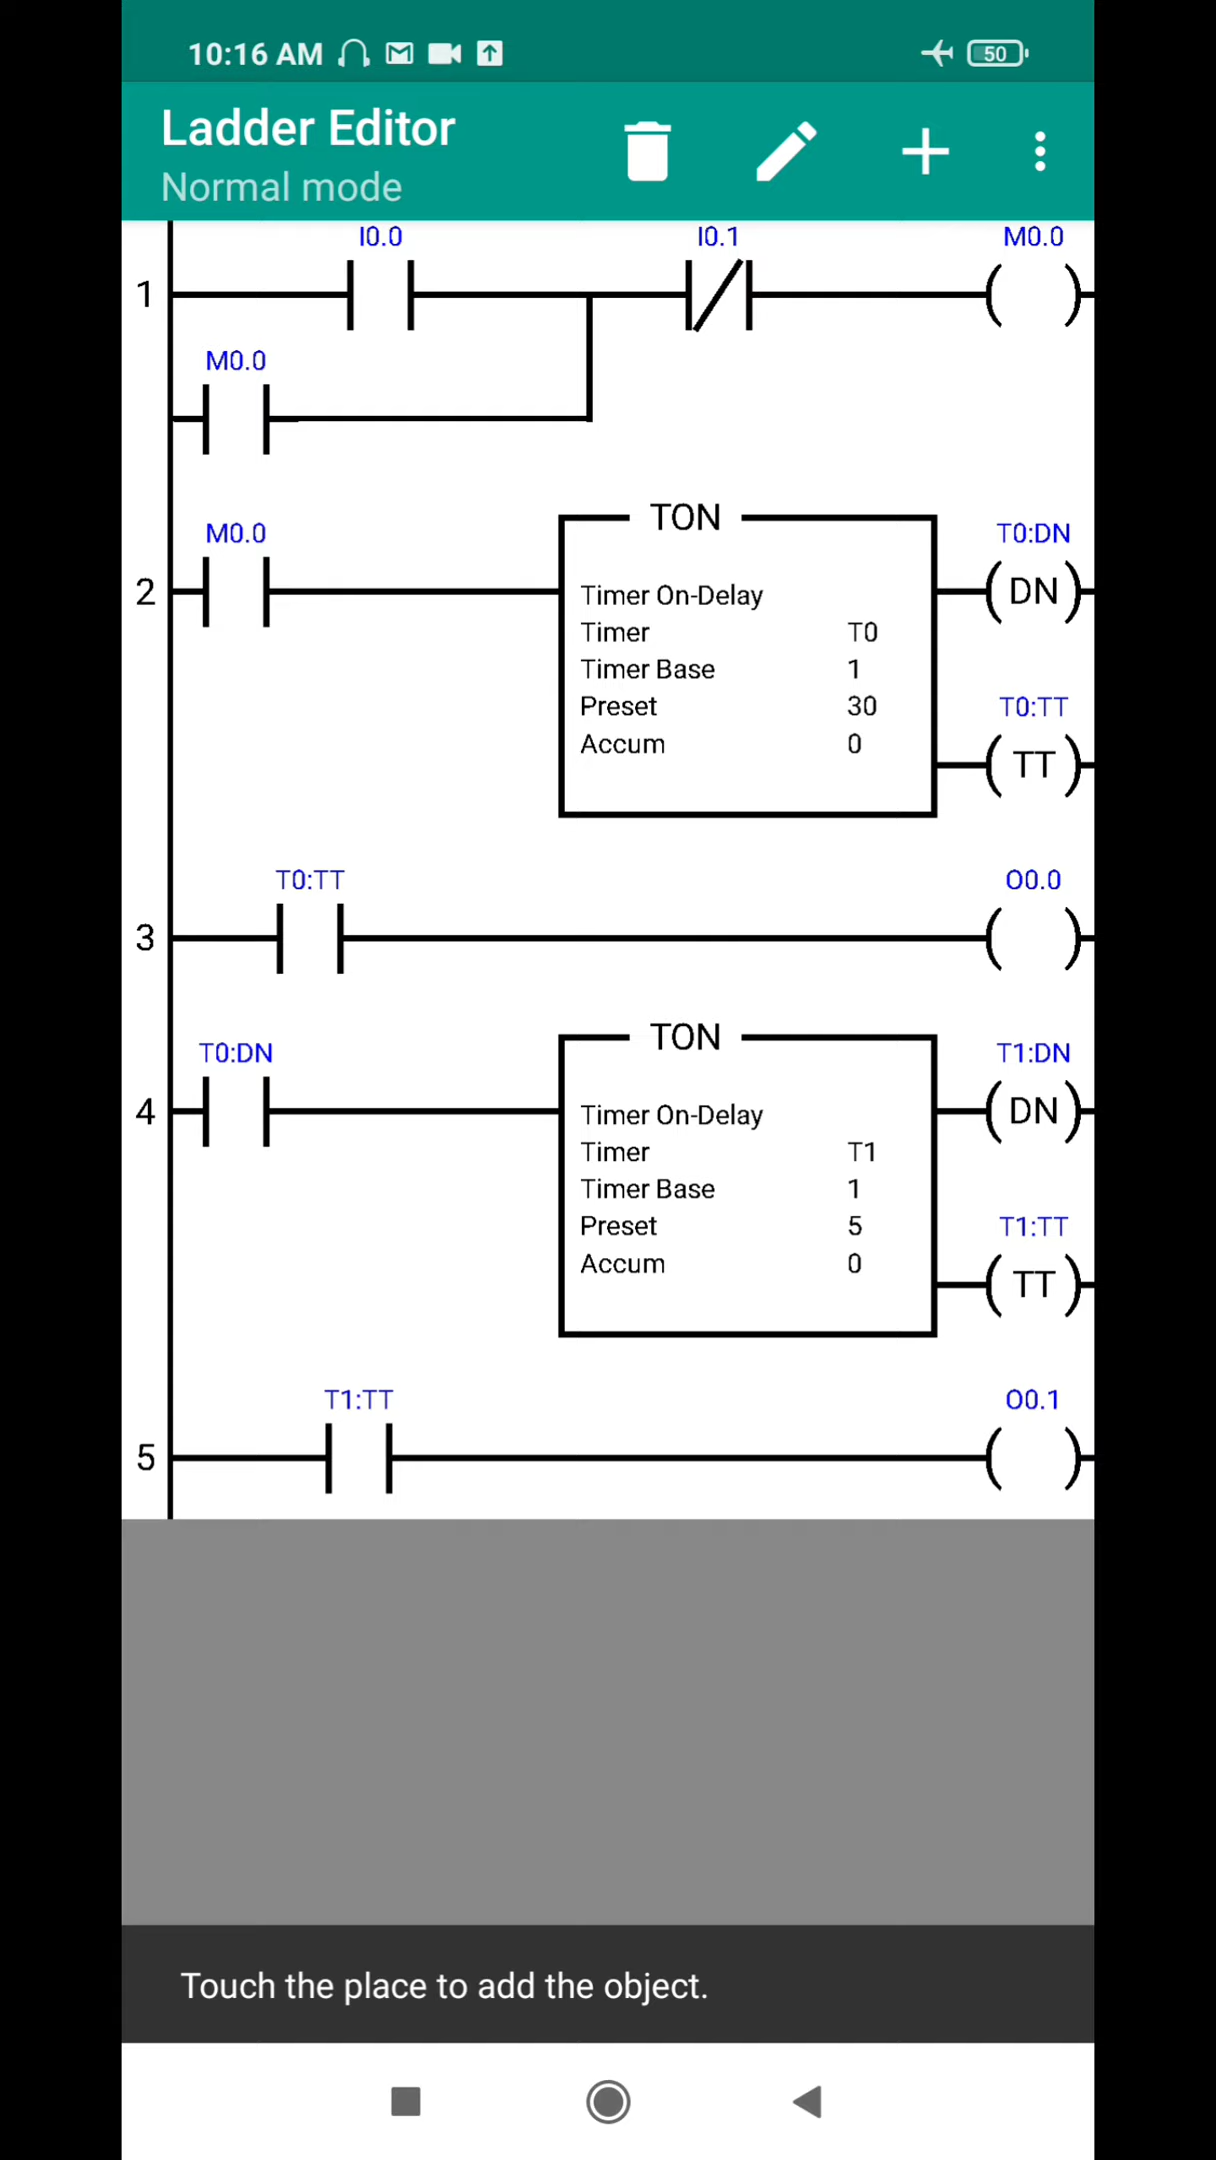 10:16 AM
50
Ladder Editor
Normal mode
I0.0 I0.1 M0.0
1
M0.0
TON
M0.0 T0:DN
2 DN
Timer On-Delay
Timer T0
Timer Base 1
Preset 30
T0:TT
Accum 0
TT
T0:TT O0.0
3
TON
T0:DN T1:DN
4 DN
Timer On-Delay
Timer T1
Timer Base 1
Preset 5
T1:TT
Accum 0
TT
T1:TT O0.1
5
Touch the place to add the object.